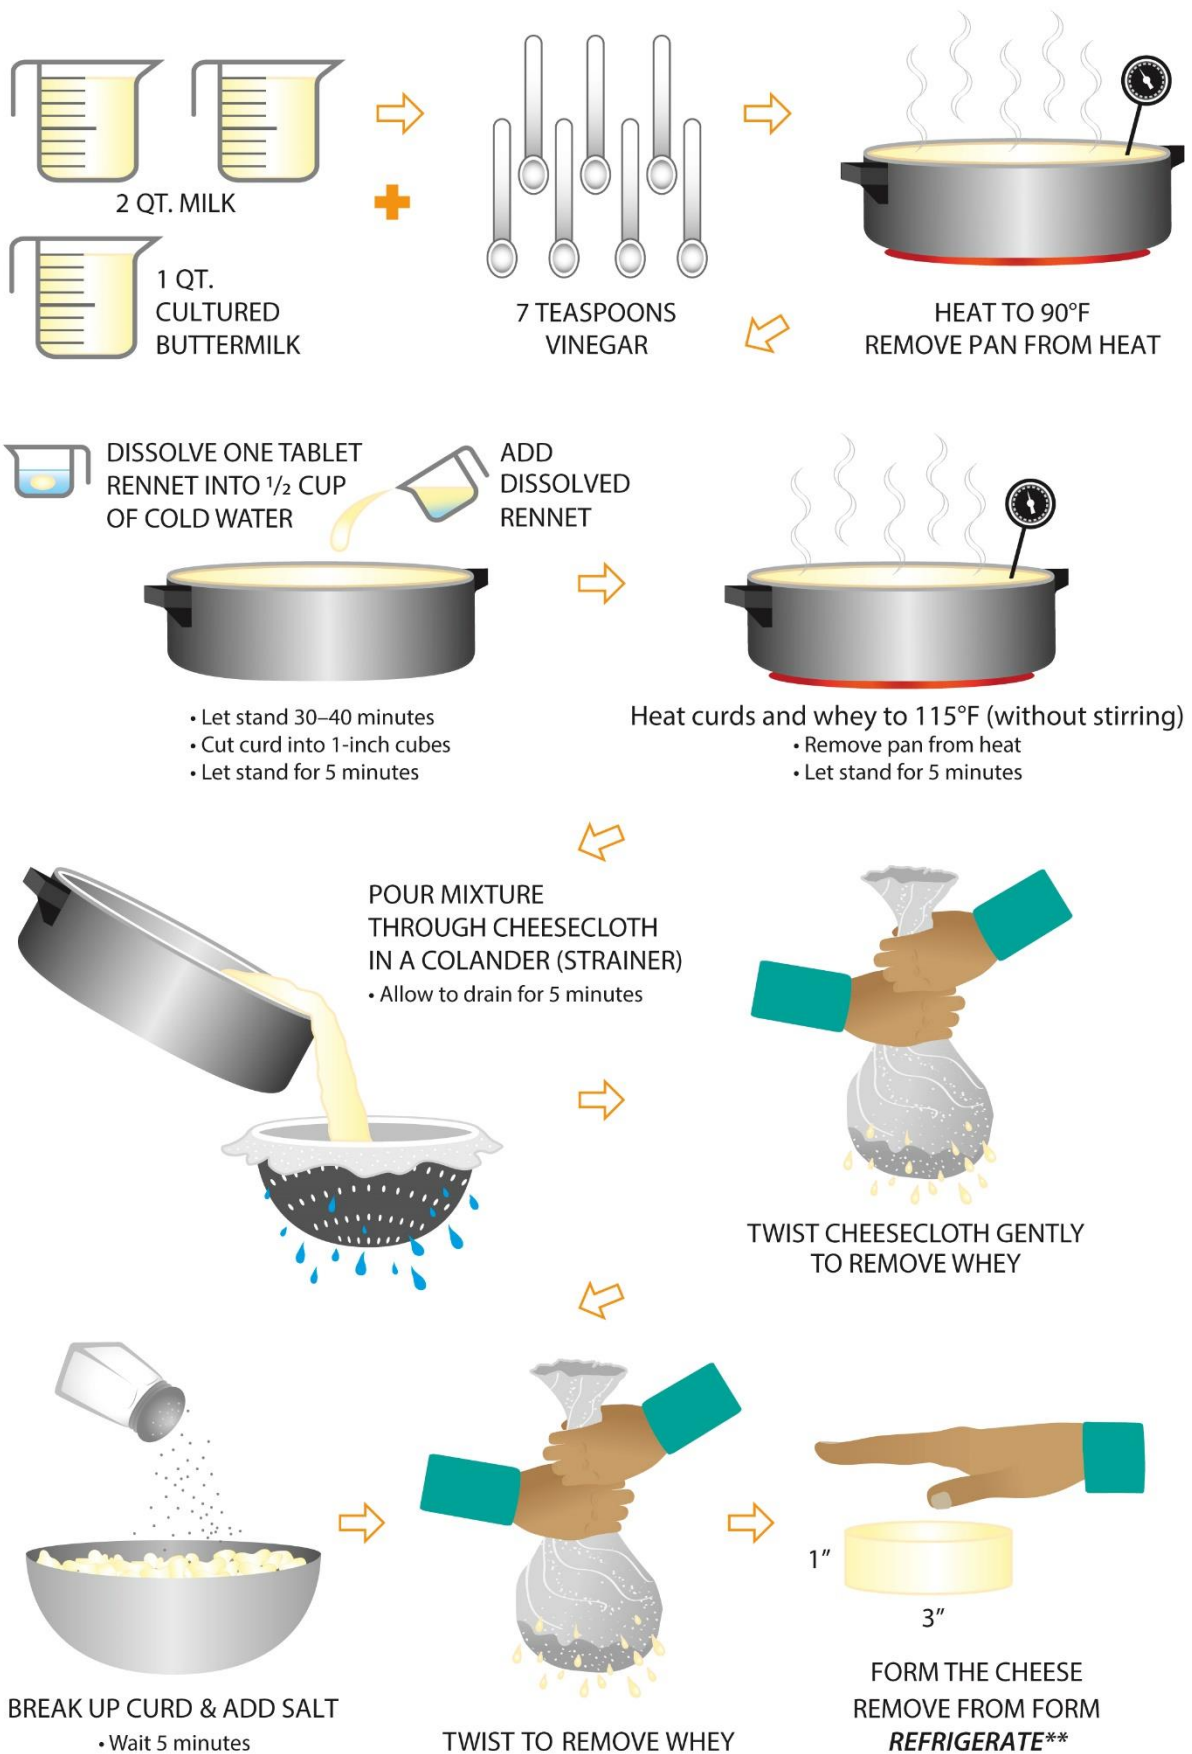 2 QT. MILK
1 QT.
CULTURED
BUTTERMILK
7 TEASPOONS
VINEGAR
HEAT TO 90°F
REMOVE PAN FROM HEAT
DISSOLVE ONE TABLET
RENNET INTO 1/2 CUP
OF COLD WATER
ADD
DISSOLVED
RENNET
• Let stand 30–40 minutes
• Cut curd into 1-inch cubes
• Let stand for 5 minutes
Heat curds and whey to 115°F (without stirring)
• Remove pan from heat
• Let stand for 5 minutes
POUR MIXTURE
THROUGH CHEESECLOTH
IN A COLANDER (STRAINER)
• Allow to drain for 5 minutes
TWIST CHEESECLOTH GENTLY
TO REMOVE WHEY
BREAK UP CURD & ADD SALT
• Wait 5 minutes
TWIST TO REMOVE WHEY
1”
3”
FORM THE CHEESE
REMOVE FROM FORM
REFRIGERATE**